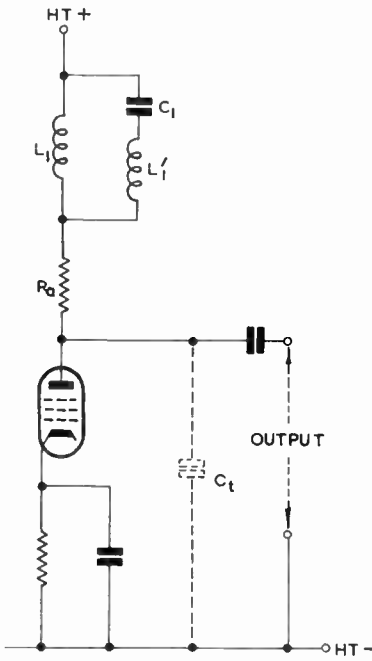 HT+
C1
L1
L1′
Ra
OUTPUT
Ct
HT-